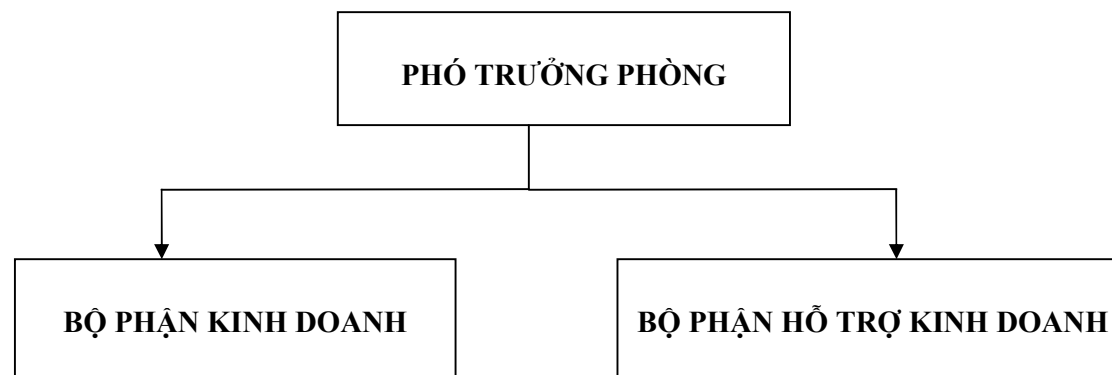 PHÓ TRƯỞNG PHÒNG
BỘ PHẬN KINH DOANH
BỘ PHẬN HỖ TRỢ KINH DOANH